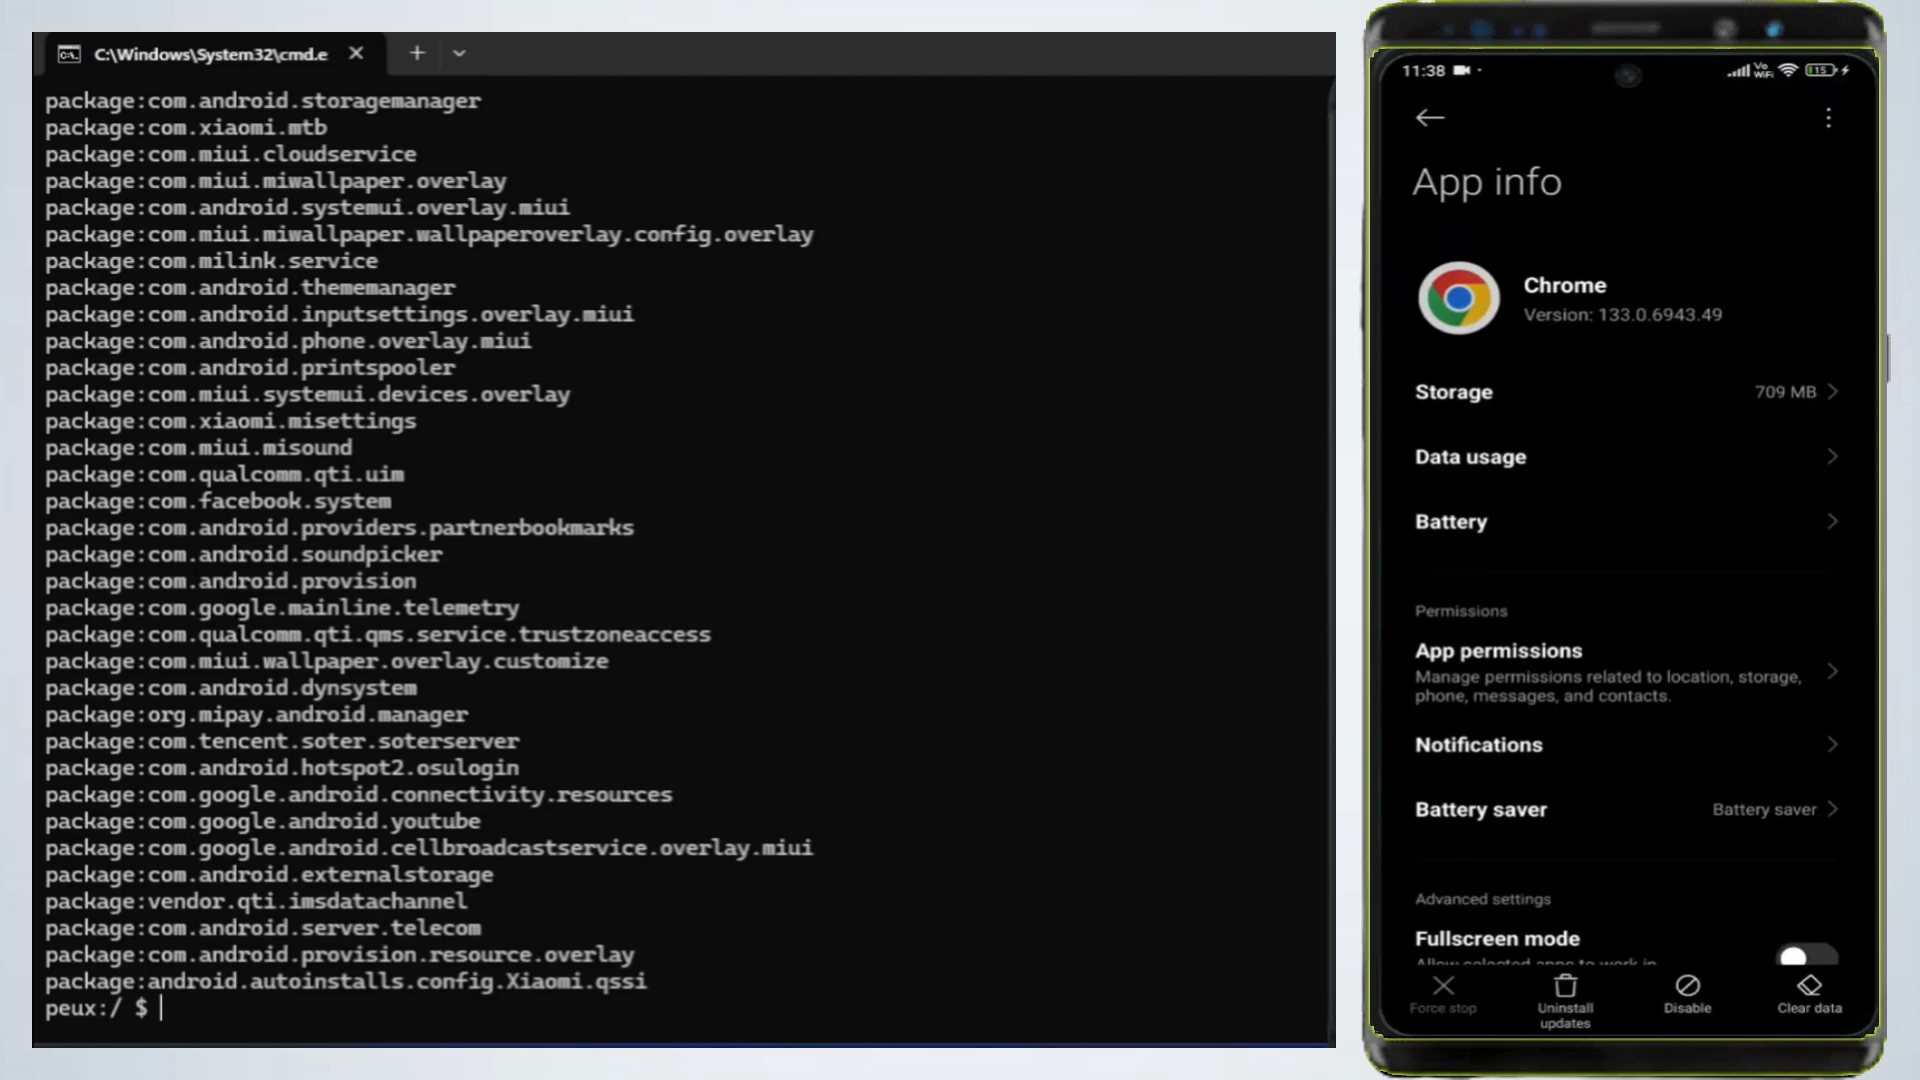 C:\Windows\System32\cmd.e
package:com.android.storagemanager
package:com.xiaomi.mtb
package:com.miui.cloudservice
package:com.miui.miwallpaper.overlay
package:com.android.systemui.overlay.miui
package:com.miui.miwallpaper.wallpaperoverlay.config.overlay
package:com.milink.service
package:com.android.thememanager
package:com.android.inputsettings.overlay.miui
package:com.android.phone.overlay.miui
package:com.android.printspooler
package:com.miui.systemui.devices.overlay
package:com.xiaomi.misettings
package:com.miui.misound
package:com.qualcomm.qti.uim
package:com.facebook.system
package:com.android.providers.partnerbookmarks
package:com.android.soundpicker
package:com.android.provision
package:com.google.mainline.telemetry
package:com.qualcomm.qti.qms.service.trustzoneaccess
package:com.miui.wallpaper.overlay.customize
package:com.android.dynsystem
package:org.mipay.android.manager
package:com.tencent.soter.soterserver
package:com.android.hotspot2.osulogin
package:com.google.android.connectivity.resources
package:com.google.android.youtube
package:com.google.android.cellbroadcastservice.overlay.miui
package:com.android.externalstorage
package:vendor.qti.imsdatachannel
package:com.android.server.telecom
package:com.android.provision.resource.overlay
package:android.autoinstalls.config.Xiaomi.qssi
peux:/ $
11:38
Vo
WiFi
15
App info
Chrome
Version: 133.0.6943.49
Storage 709 MB
Data usage
Battery
Permissions
App permissions
Manage permissions related to location, storage,
phone, messages, and contacts.
Notifications
Battery saver Battery saver
Advanced settings
Fullscreen mode
Allow selected apps to work in
Force stop
Uninstall
updates
Disable
Clear data